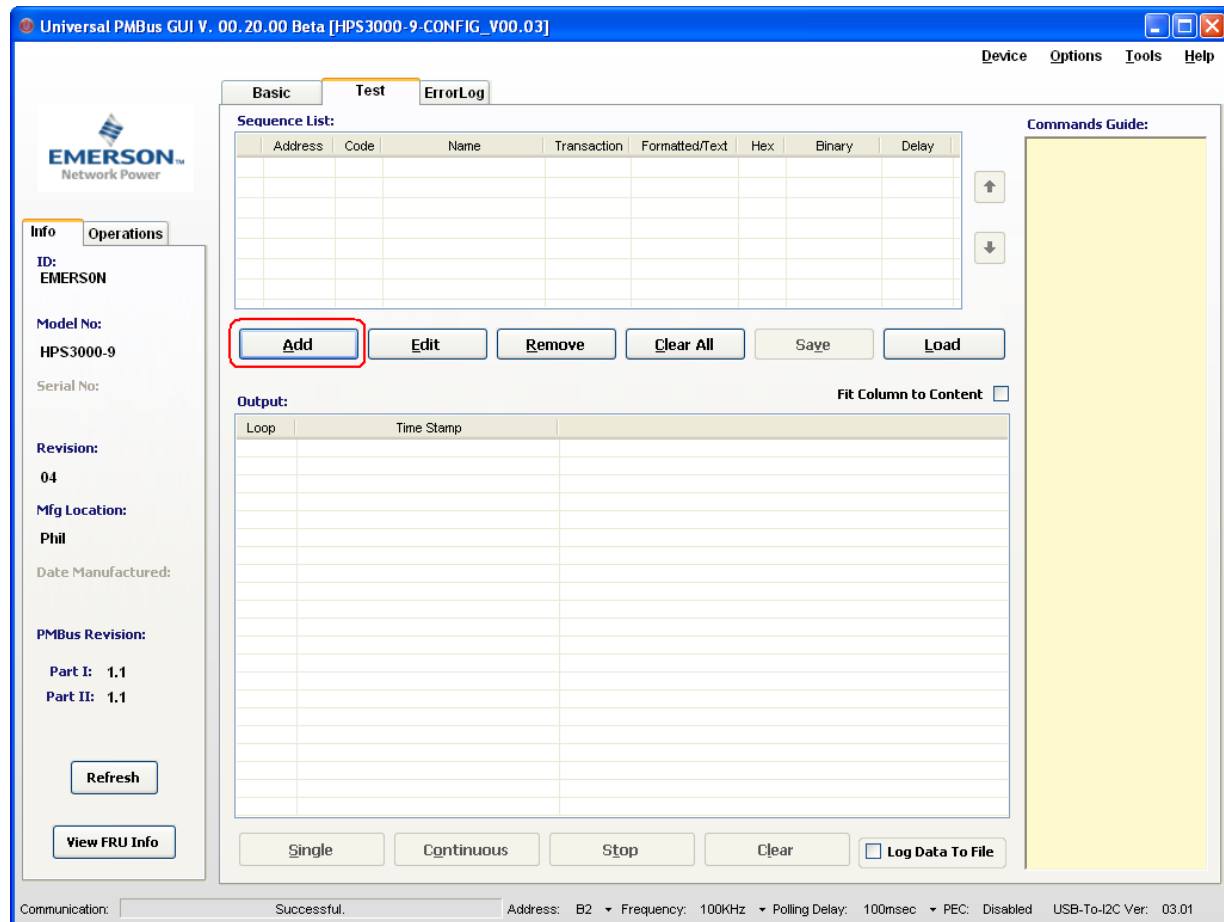 Universal PMBus GUI V. 00.20.00 Beta [HPS3000-9-CONFIG_V00.03]
Device Options Tools Help
Basic Test ErrorLog
EMERSON™
Network Power
Info Operations
ID:
EMERS0N
Model No:
HPS3000-9
Serial No:
Revision:
04
Mfg Location:
Phil
Date Manufactured:
PMBus Revision:
Part I: 1.1
Part II: 1.1
Refresh
View FRU Info
Sequence List:
Address Code Name Transaction Formatted/Text Hex Binary Delay
Add Edit Remove Clear All Save Load
Fit Column to Content
Output:
Loop Time Stamp
Single Continuous Stop Clear Log Data To File
Commands Guide:
Communication: Successful. Address: B2 Frequency: 100KHz Polling Delay: 100msec PEC: Disabled USB-To-I2C Ver: 03.01